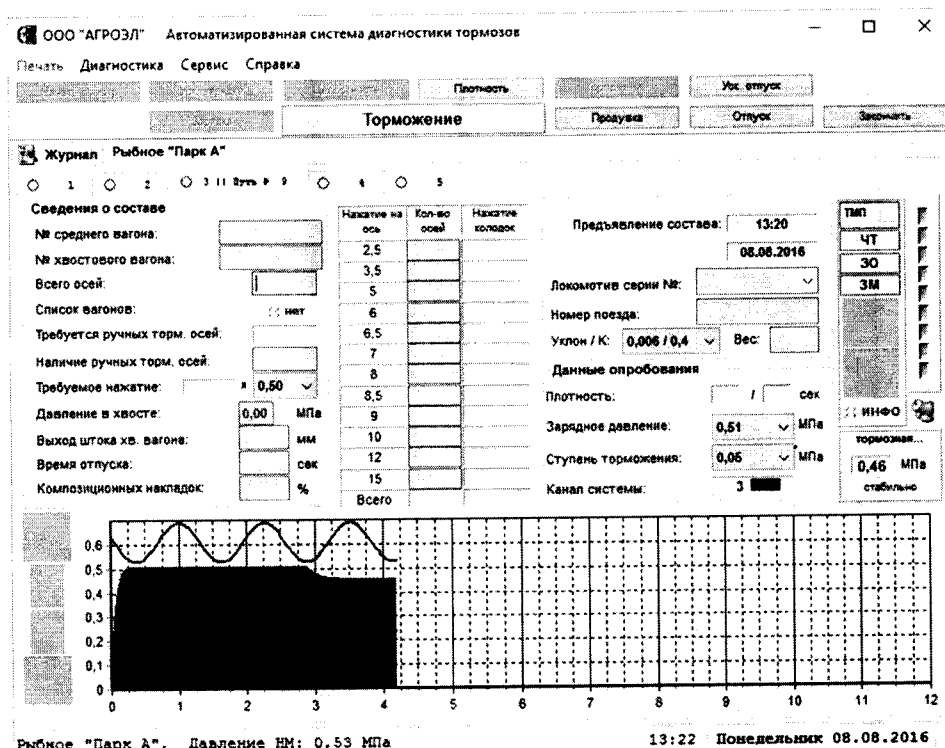 ООО "АГРОЭЛ" Автоматизированная система диагностики тормозов
Печать Диагностика Сервис Справка
Плотность Уск. отпуск
Торможение Продувка Отпуск Закончить
Журнал Рыбное "Парк А"
1 2 3 II Путь № 9 4 5
Сведения о составе
№ среднего вагона:
№ хвостового вагона:
Всего осей:
Список вагонов: нет
Требуется ручных торм. осей:
Наличие ручных торм. осей:
Требуемое нажатие: * 0,50
Давление в хвосте: 0,00 МПа
Выход штока хв. вагона: мм
Время отпуска: сек
Композиционных накладок: %
Нажатие на ось Кол-во осей Нажатие колодок
2,5
3,5
5
6
6,5
7
8
8,5
9
10
12
15
Всего
Предъявление состава: 13:20
08.08.2016
Локомотив серии №:
Номер поезда:
Уклон / К: 0,006 / 0,4 Вес:
Данные опробования
Плотность: / сек
Зарядное давление: 0,51 МПа
Ступень торможения: 0,05 МПа
Канал системы: 3
ТМП
ЧТ
ЗО
ЗМ
ИНФО
тормозная...
0,46 МПа
стабильно
0,6
0,5
0,4
0,3
0,2
0,1
0
0 1 2 3 4 5 6 7 8 9 10 11 12
Рыбное "Парк А", Давление НМ: 0.53 МПа 13:22 Понедельник 08.08.2016